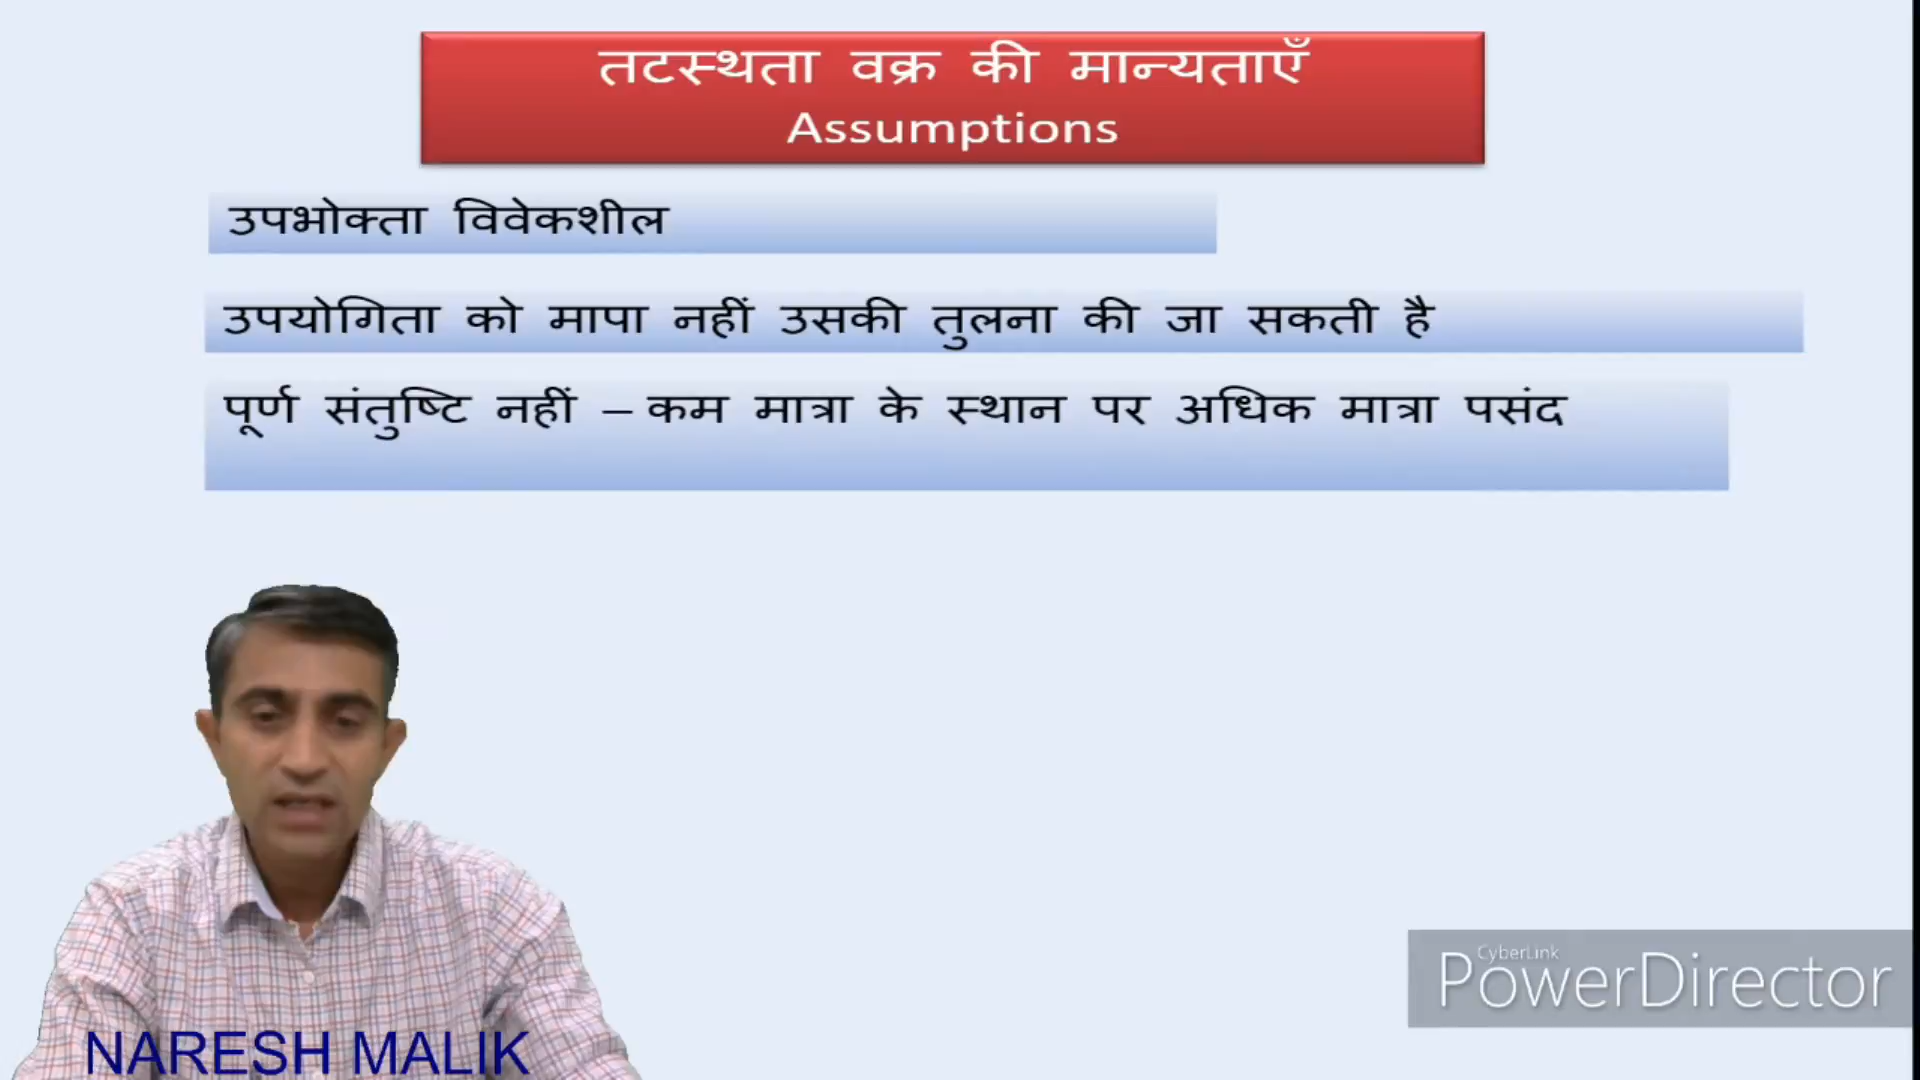 तटस्थता वक्र की मान्यताएँ
Assumptions
उपभोक्ता विवेकशील
उपयोगिता को मापा नहीं उसकी तुलना की जा सकती है
पूर्ण संतुष्टि नहीं – कम मात्रा के स्थान पर अधिक मात्रा पसंद
CyberLink
PowerDirector
NARESH MALIK